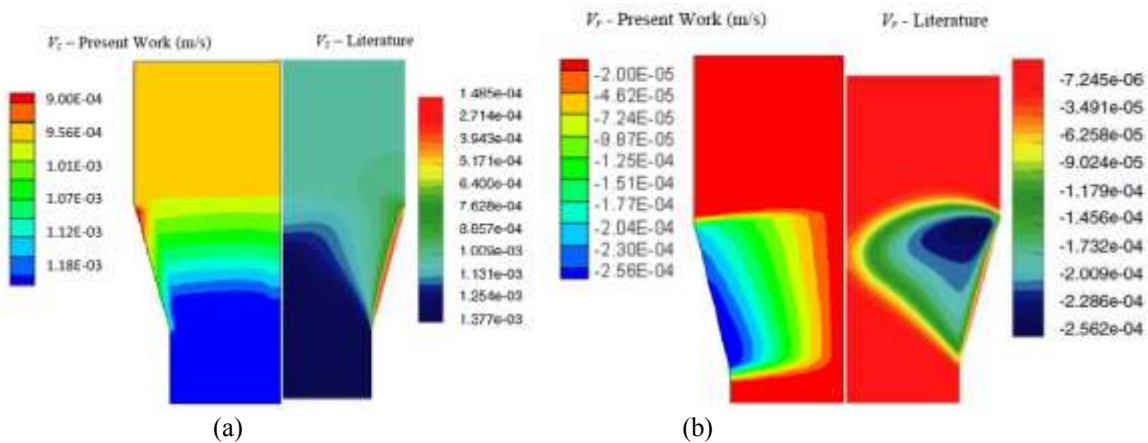 Vz – Present Work (m/s)
Vz - Literature
9.00E-04
9.56E-04
1.01E-03
1.07E-03
1.12E-03
1.18E-03
1.485e-04
2.714e-04
3.943e-04
5.171e-04
6.400e-04
7.628e-04
8.857e-04
1.009e-03
1.131e-03
1.254e-03
1.377e-03
(a)
Vr - Present Work (m/s)
Vr - Literature
-2.00E-05
-4.62E-05
-7.24E-05
-9.87E-05
-1.25E-04
-1.51E-04
-1.77E-04
-2.04E-04
-2.30E-04
-2.56E-04
-7.245e-06
-3.491e-05
-6.258e-05
-9.024e-05
-1.179e-04
-1.456e-04
-1.732e-04
-2.009e-04
-2.286e-04
-2.562e-04
(b)